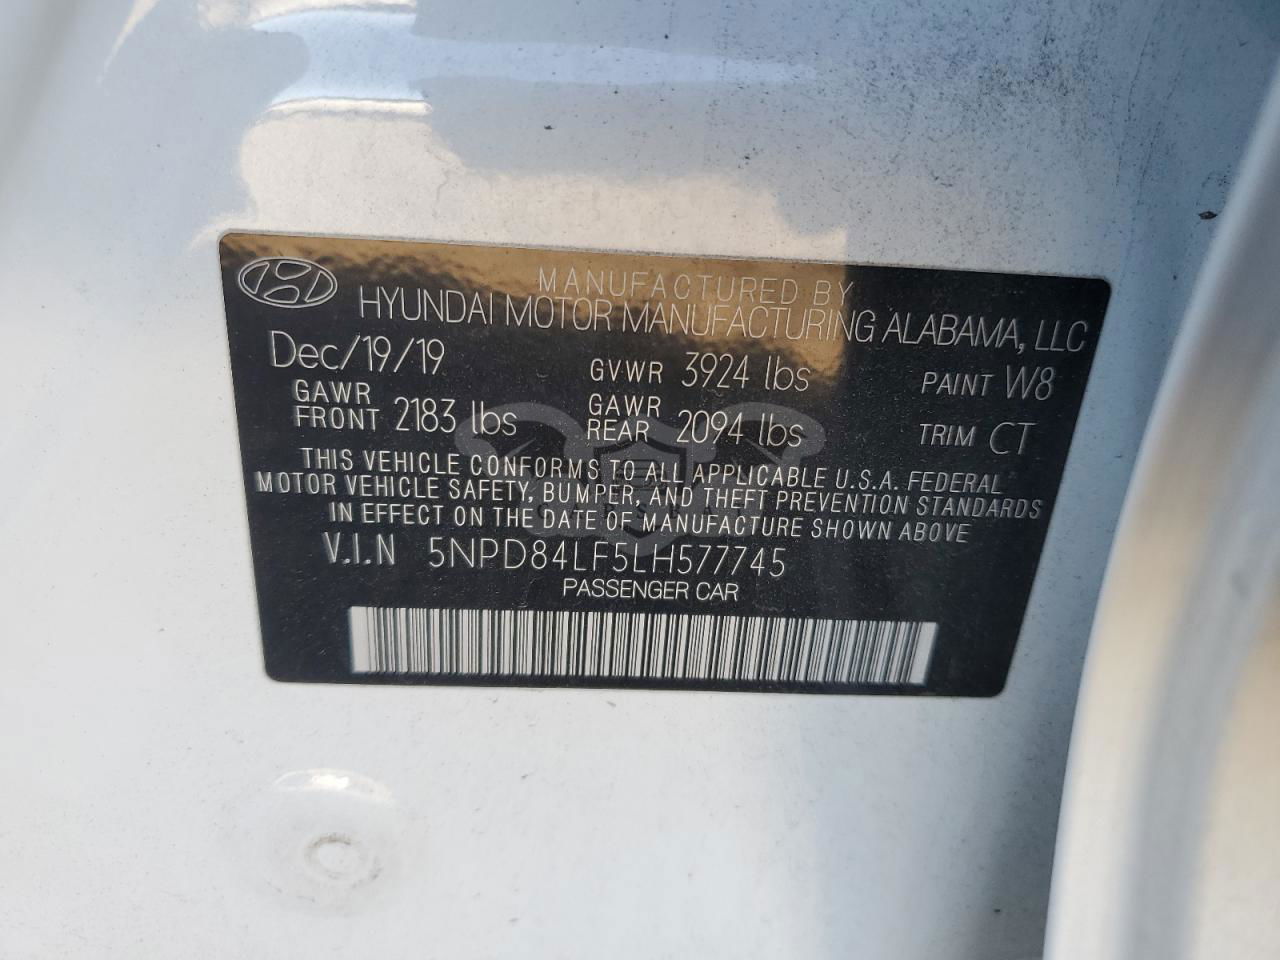 MANUFACTURED BY
HYUNDAI MOTOR MANUFACTURING ALABAMA, LLC
Dec/19/19 GVWR 3924 lbs PAINT W8
GAWR FRONT 2183 lbs GAWR REAR 2094 lbs TRIM CT
THIS VEHICLE CONFORMS TO ALL APPLICABLE U.S.A. FEDERAL
MOTOR VEHICLE SAFETY, BUMPER, AND THEFT PREVENTION STANDARDS
IN EFFECT ON THE DATE OF MANUFACTURE SHOWN ABOVE
V.I.N 5NPD84LF5LH577745
PASSENGER CAR